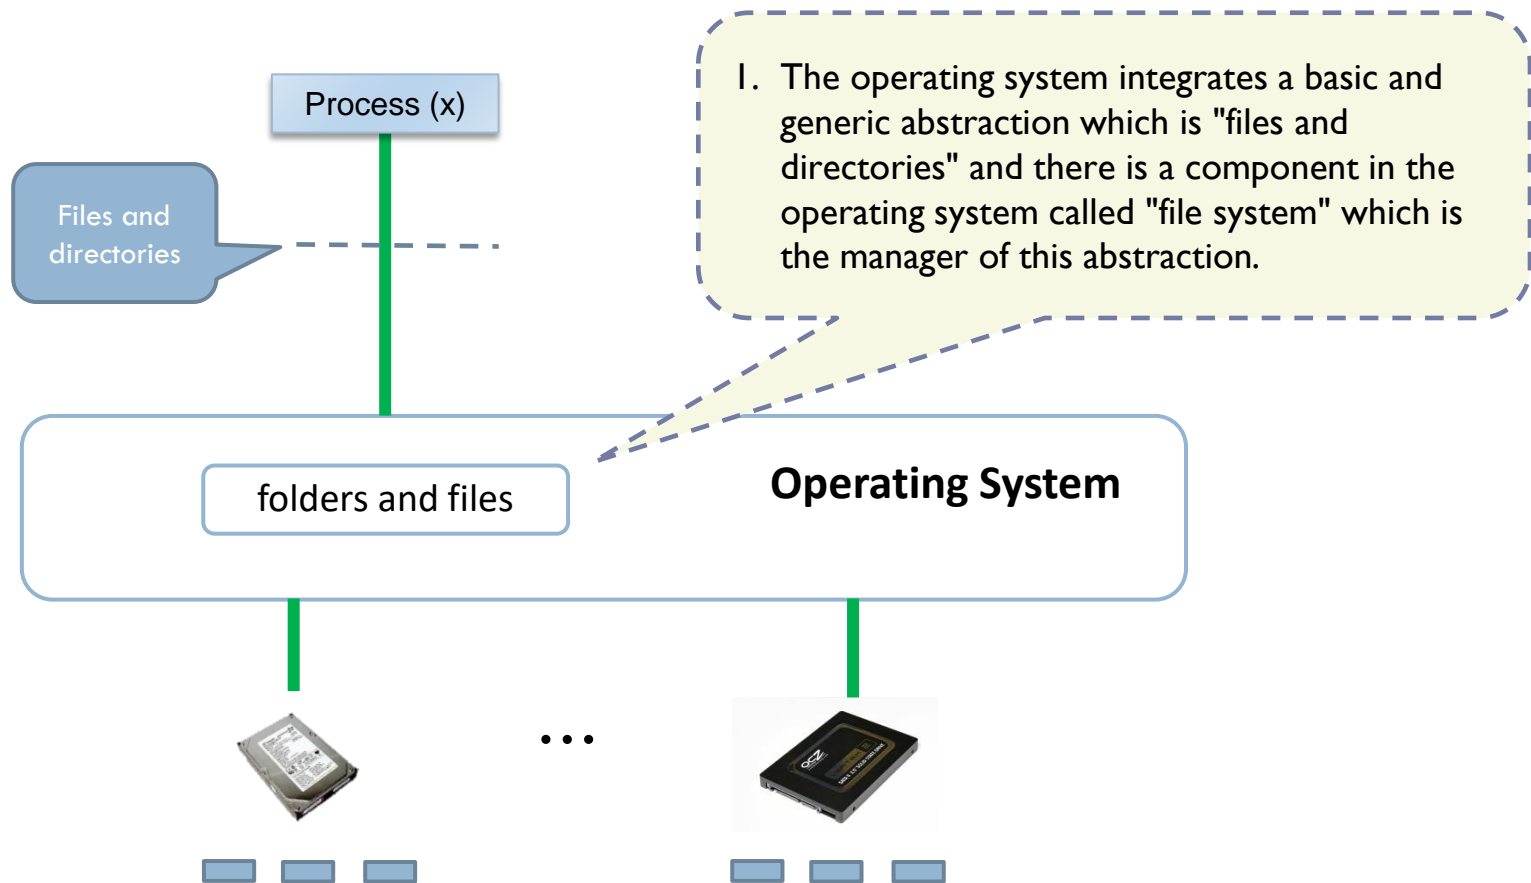 Process (x)
1. The operating system integrates a basic and
generic abstraction which is "files and
directories" and there is a component in the
operating system called "file system" which is
the manager of this abstraction.
Files and
directories
folders and files
Operating System
...
OCZ